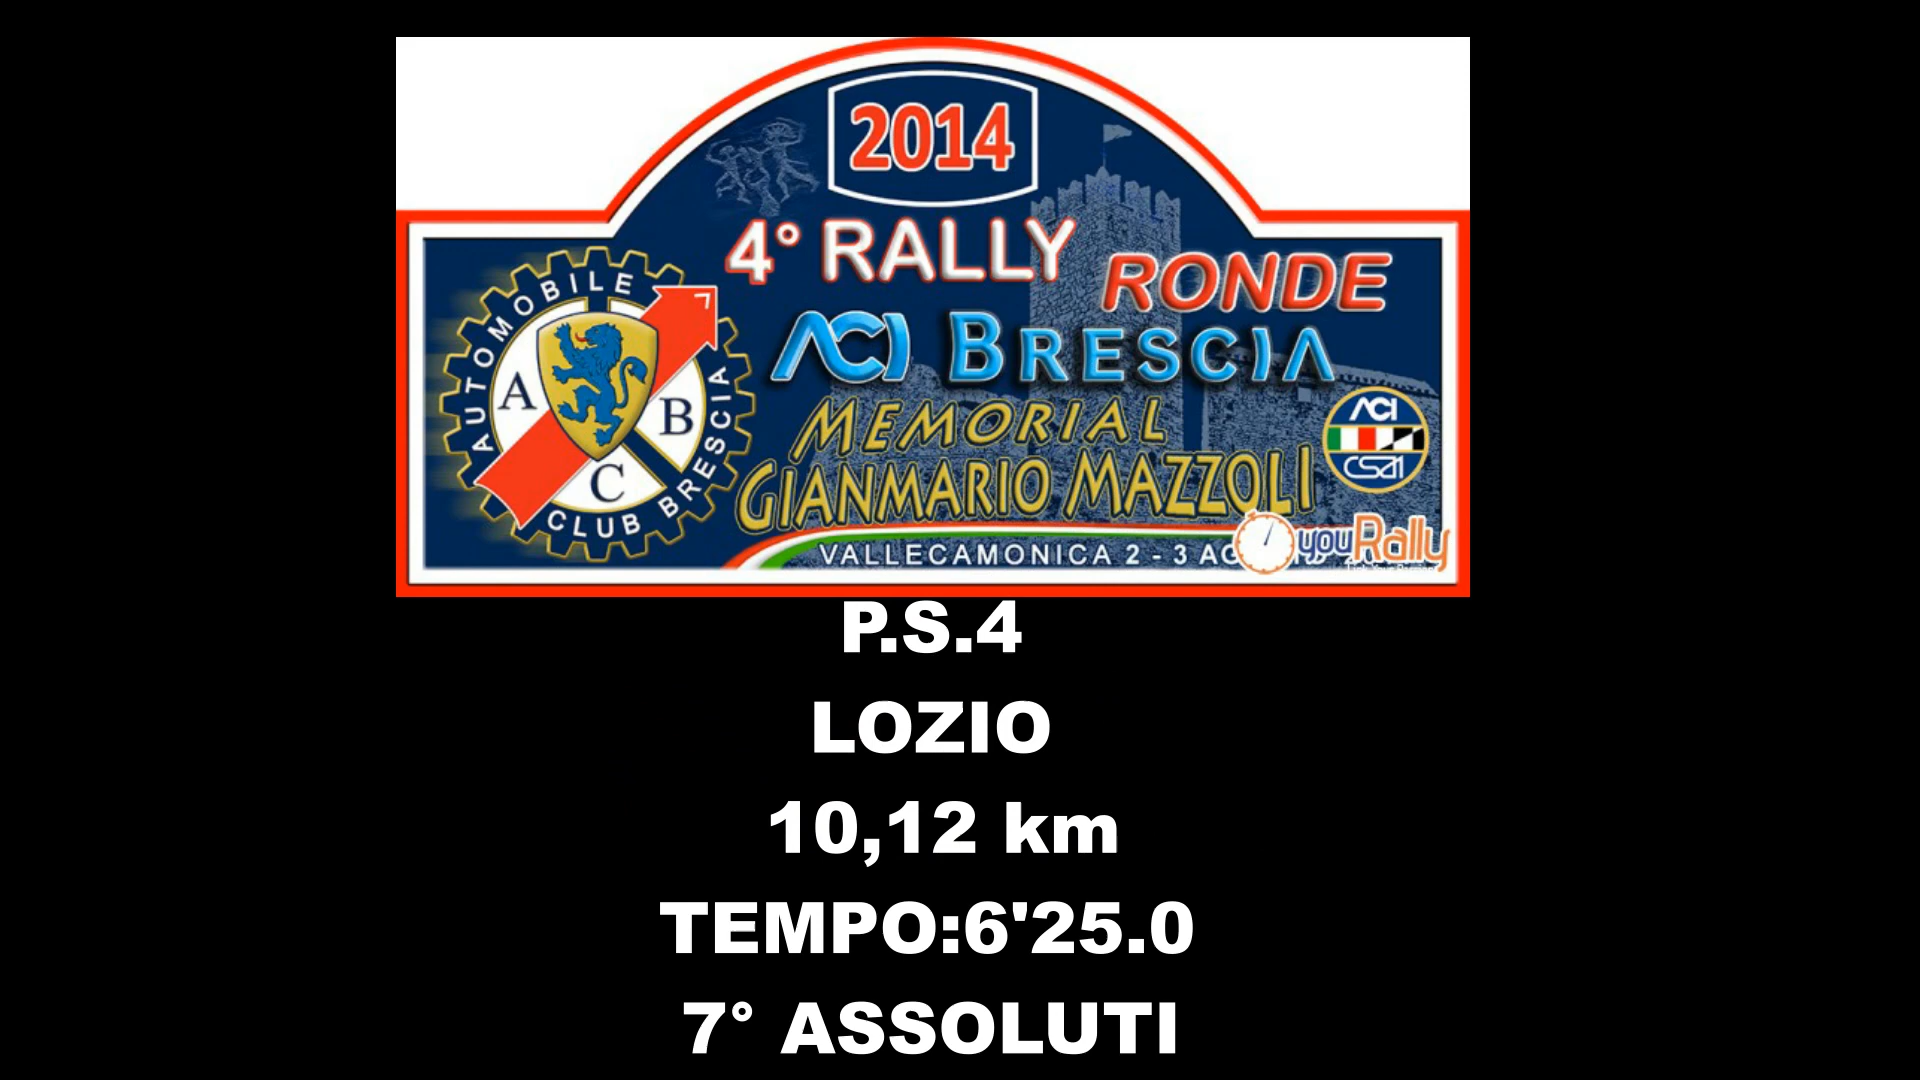 2014
4° RALLY RONDE
ACI BRESCIA
MEMORIAL
GIANMARIO MAZZOLI
VALLECAMONICA 2 - 3
AUTOMOBILE
CLUB BRESCIA
A B
C
ACI
CSAI
youRally
P.S.4
LOZIO
10,12 km
TEMPO:6'25.0
7° ASSOLUTI